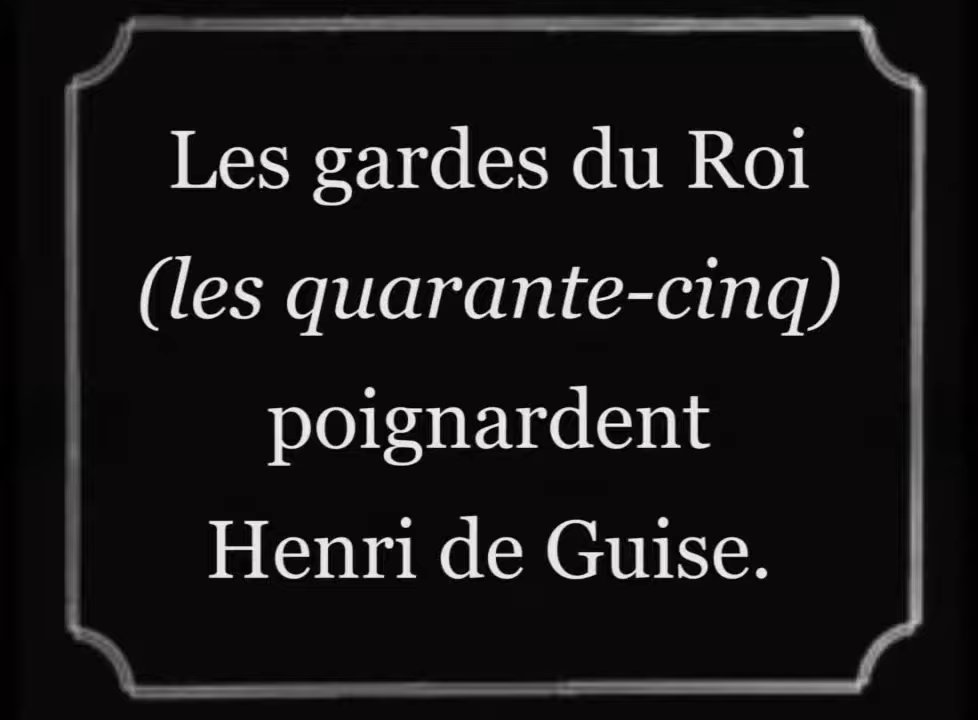 Les gardes du Roi
(les quarante-cinq)
poignardent
Henri de Guise.